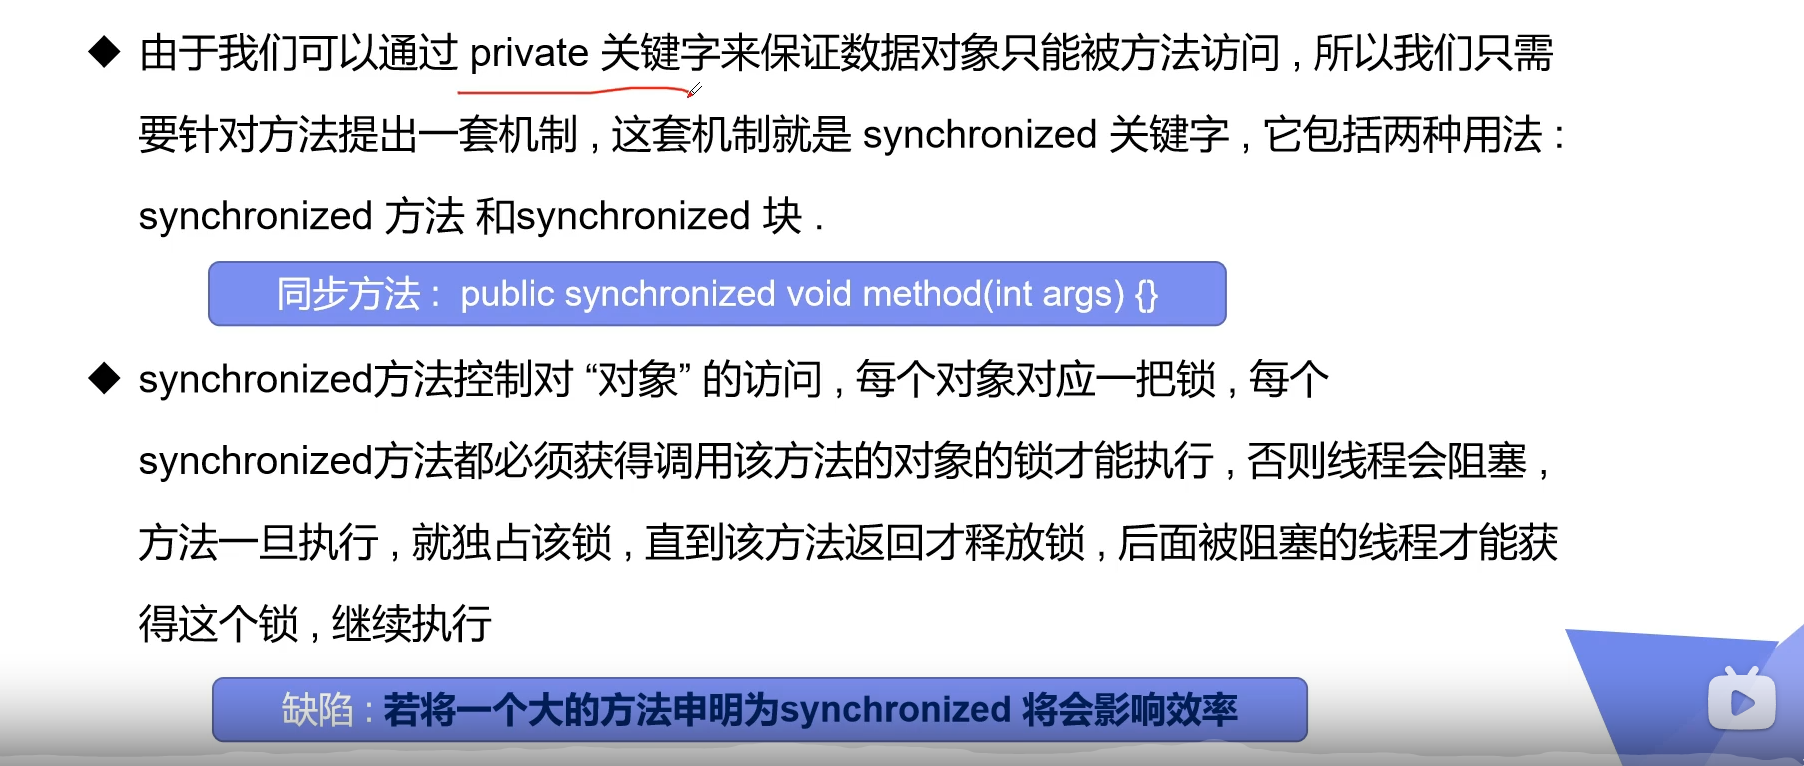 由于我们可以通过 private 关键字来保证数据对象只能被方法访问 , 所以我们只需
要针对方法提出一套机制 , 这套机制就是 synchronized 关键字 , 它包括两种用法 :
synchronized 方法 和synchronized 块 .
同步方法 : public synchronized void method(int args) {}
synchronized方法控制对 “对象” 的访问 , 每个对象对应一把锁 , 每个
synchronized方法都必须获得调用该方法的对象的锁才能执行 , 否则线程会阻塞 ,
方法一旦执行 , 就独占该锁 , 直到该方法返回才释放锁 , 后面被阻塞的线程才能获
得这个锁 , 继续执行
缺陷 : 若将一个大的方法申明为synchronized 将会影响效率